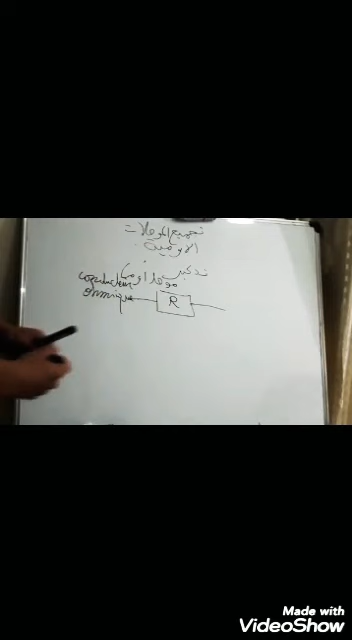 تجميع الموصلات
الأومية
تذكير
موصل أومي
conducteur
ohmique
R
Made with
VideoShow